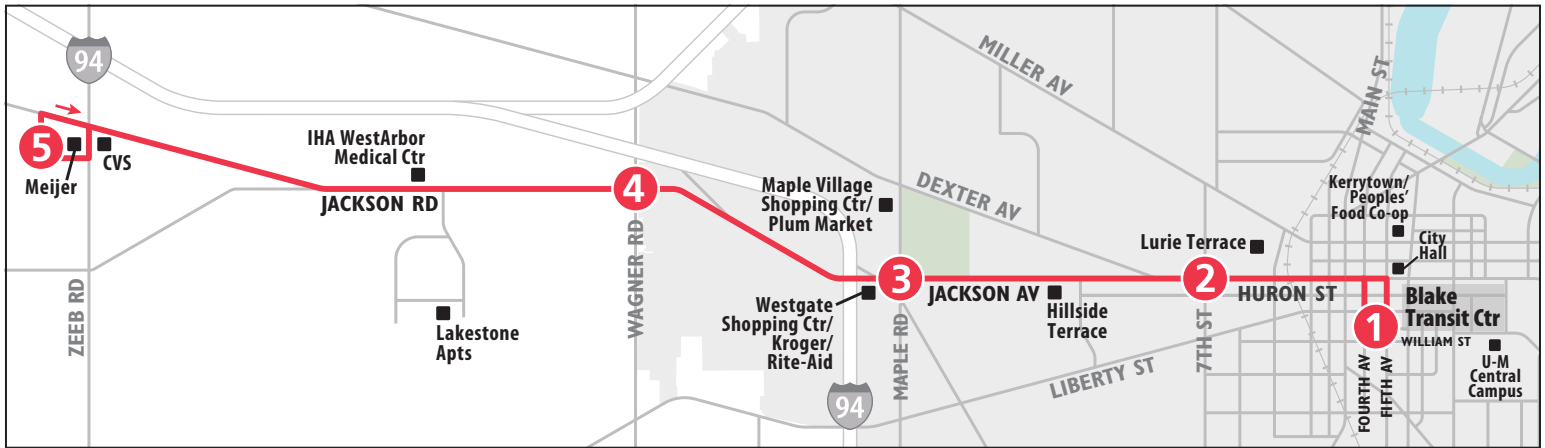 94
5
Meijer
CVS
ZEEB RD
IHA WestArbor
Medical Ctr
JACKSON RD
Lakestone
Apts
4
WAGNER RD
Maple Village
Shopping Ctr/
Plum Market
Westgate
Shopping Ctr/
Kroger/
Rite-Aid
94
3
MAPLE RD
JACKSON AV
Hillside
Terrace
DEXTER AV
MILLER AV
LIBERTY ST
Lurie Terrace
2
7TH ST
HURON ST
MAIN ST
Kerrytown/
Peoples'
Food Co-op
City
Hall
1
Blake
Transit Ctr
WILLIAM ST
FOURTH AV
FIFTH AV
U-M
Central
Campus